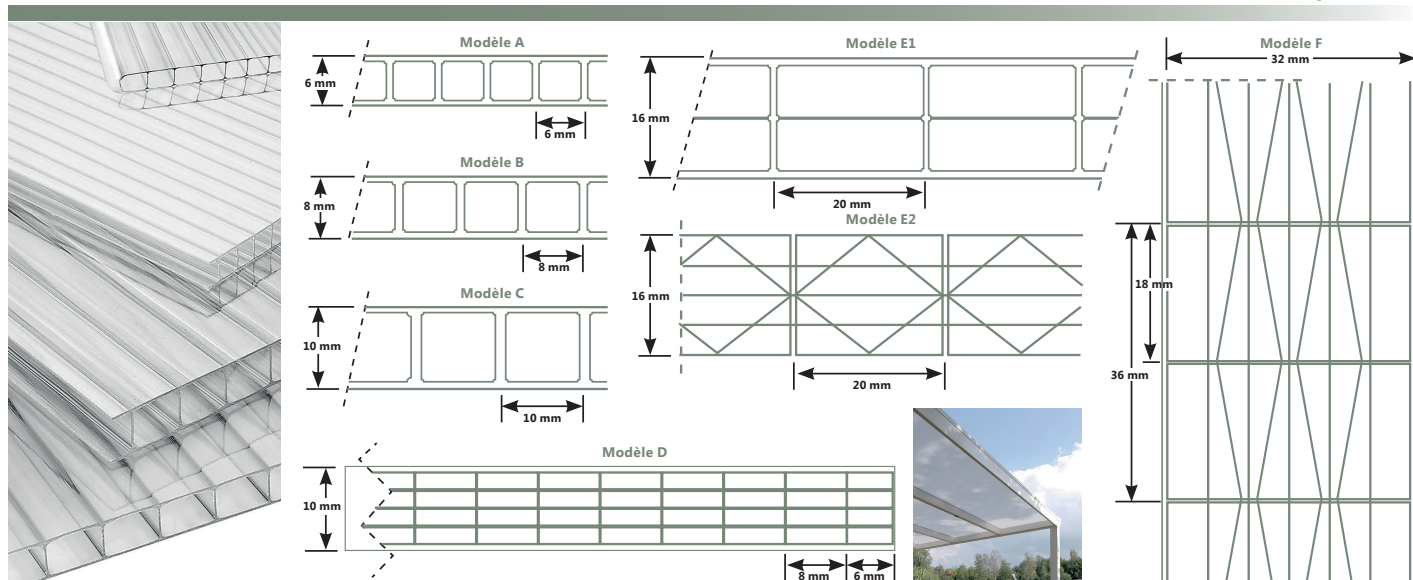 Modèle A
6 mm
6 mm
Modèle B
8 mm
8 mm
Modèle C
10 mm
10 mm
Modèle D
10 mm
8 mm
6 mm
Modèle E1
16 mm
20 mm
Modèle E2
16 mm
20 mm
Modèle F
32 mm
18 mm
36 mm